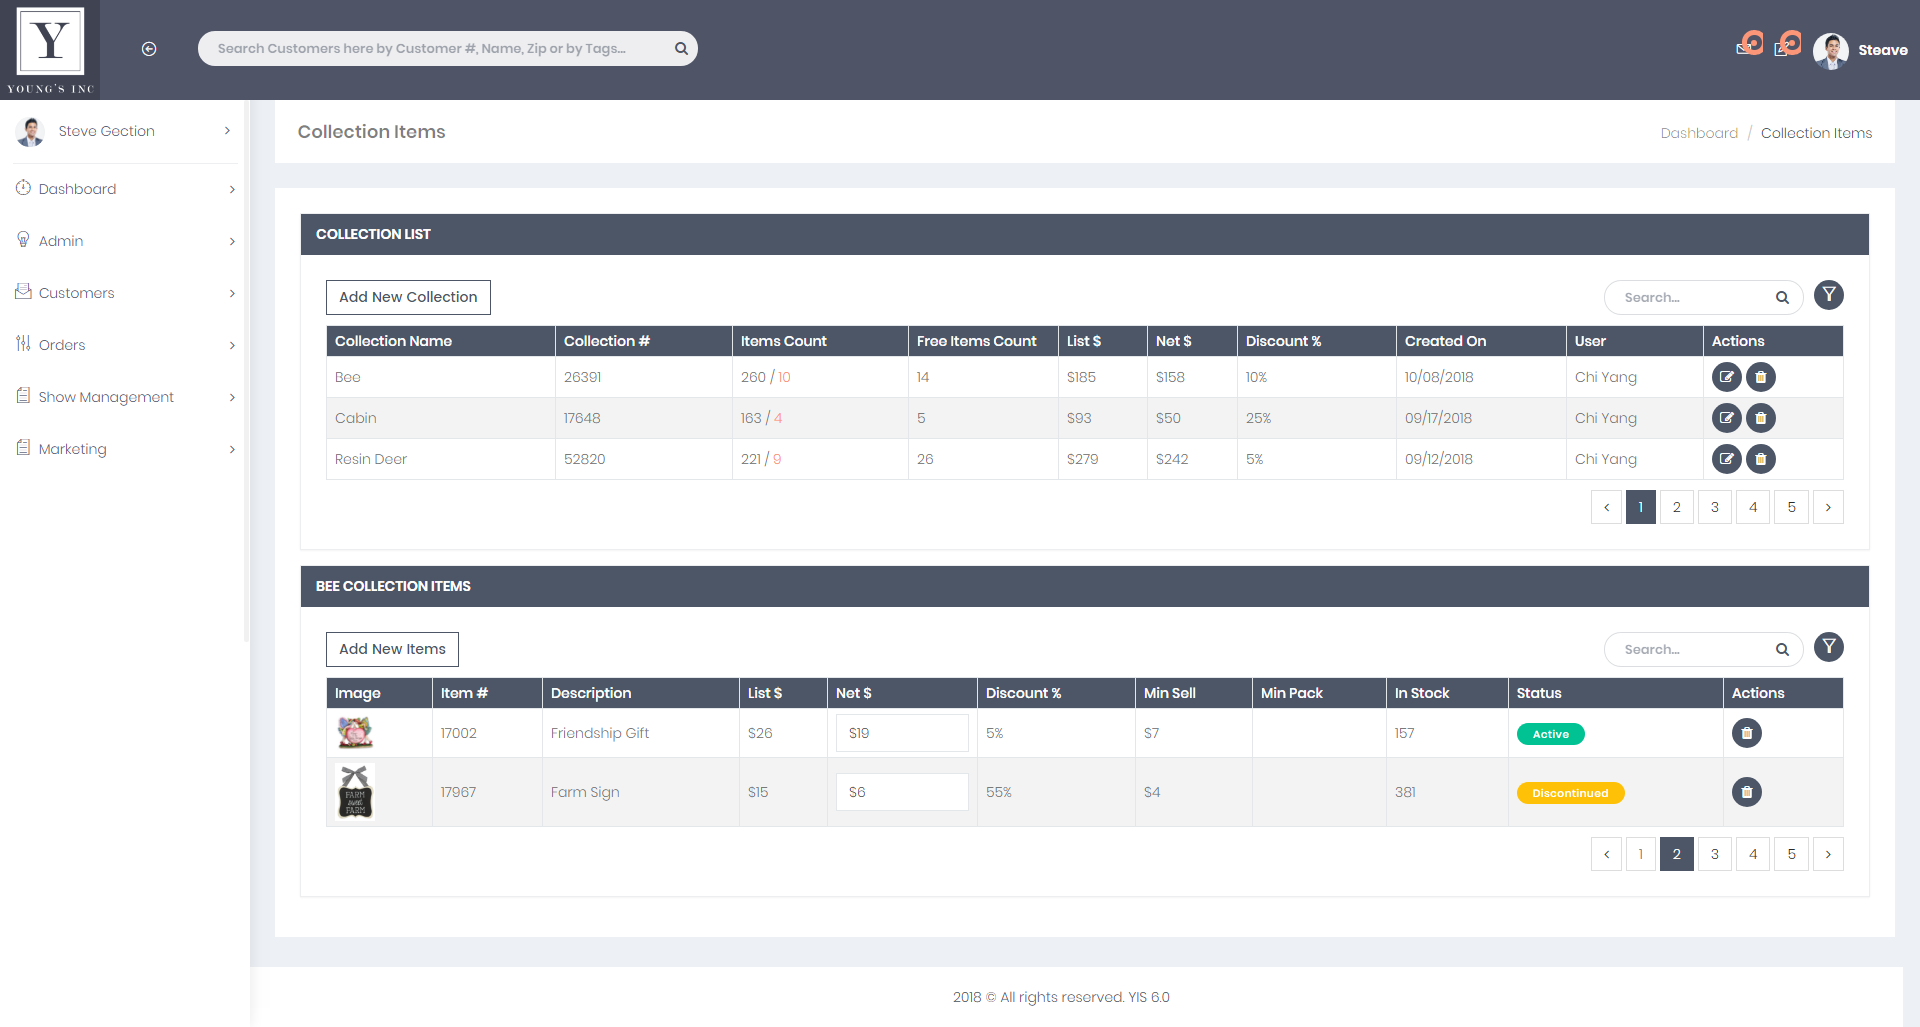 Y
YOUNG'S INC
Search Customers here by Customer #, Name, Zip or by Tags...
Steave
Steve Gection
Dashboard
Admin
Customers
Orders
Show Management
Marketing
Collection Items
Dashboard / Collection Items
COLLECTION LIST
Add New Collection
Search...
Collection Name Collection # Items Count Free Items Count List $ Net $ Discount % Created On User Actions
Bee 26391 260 / 10 14 $185 $158 10% 10/08/2018 Chi Yang
Cabin 17648 163 / 4 5 $93 $50 25% 09/17/2018 Chi Yang
Resin Deer 52820 221 / 9 26 $279 $242 5% 09/12/2018 Chi Yang
‹ 1 2 3 4 5 ›
BEE COLLECTION ITEMS
Add New Items
Search...
Image Item # Description List $ Net $ Discount % Min Sell Min Pack In Stock Status Actions
17002 Friendship Gift $26 $19 5% $7 157 Active
FARM
sweet
FARM
17967 Farm Sign $15 $6 55% $4 381 Discontinued
‹ 1 2 3 4 5 ›
2018 © All rights reserved. YIS 6.0